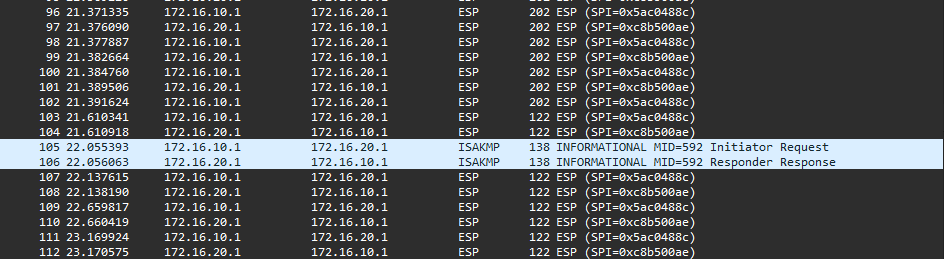 96 21.371335 172.16.10.1 172.16.20.1 ESP 202 ESP (SPI=0x5ac0488c)
97 21.376090 172.16.20.1 172.16.10.1 ESP 202 ESP (SPI=0xc8b500ae)
98 21.377887 172.16.10.1 172.16.20.1 ESP 202 ESP (SPI=0x5ac0488c)
99 21.382664 172.16.20.1 172.16.10.1 ESP 202 ESP (SPI=0xc8b500ae)
100 21.384760 172.16.10.1 172.16.20.1 ESP 202 ESP (SPI=0x5ac0488c)
101 21.389506 172.16.20.1 172.16.10.1 ESP 202 ESP (SPI=0xc8b500ae)
102 21.391624 172.16.10.1 172.16.20.1 ESP 202 ESP (SPI=0x5ac0488c)
103 21.610341 172.16.10.1 172.16.20.1 ESP 122 ESP (SPI=0x5ac0488c)
104 21.610918 172.16.20.1 172.16.10.1 ESP 122 ESP (SPI=0xc8b500ae)
105 22.055393 172.16.10.1 172.16.20.1 ISAKMP 138 INFORMATIONAL MID=592 Initiator Request
106 22.056063 172.16.20.1 172.16.10.1 ISAKMP 138 INFORMATIONAL MID=592 Responder Response
107 22.137615 172.16.10.1 172.16.20.1 ESP 122 ESP (SPI=0x5ac0488c)
108 22.138190 172.16.20.1 172.16.10.1 ESP 122 ESP (SPI=0xc8b500ae)
109 22.659817 172.16.10.1 172.16.20.1 ESP 122 ESP (SPI=0x5ac0488c)
110 22.660419 172.16.20.1 172.16.10.1 ESP 122 ESP (SPI=0xc8b500ae)
111 23.169924 172.16.10.1 172.16.20.1 ESP 122 ESP (SPI=0x5ac0488c)
112 23.170575 172.16.20.1 172.16.10.1 ESP 122 ESP (SPI=0xc8b500ae)